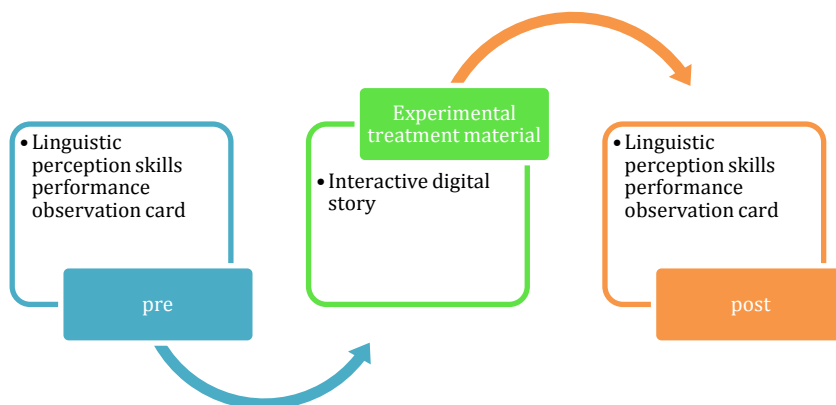 • Linguistic
perception skills
performance
observation card
pre
Experimental
treatment material
• Interactive digital
story
• Linguistic
perception skills
performance
observation card
post